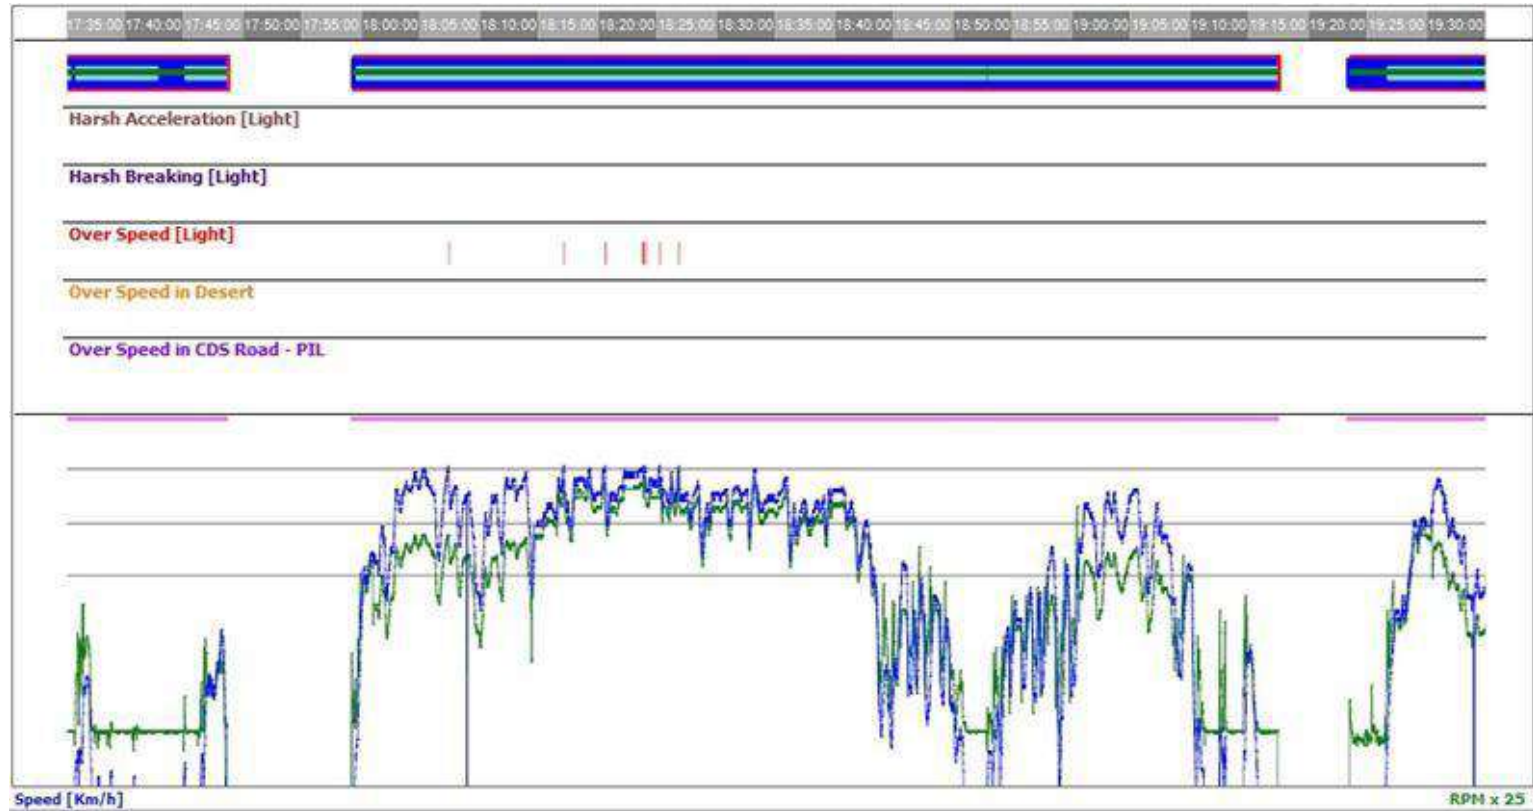 17:35:00 17:40:00 17:45:00 17:50:00 17:55:00 18:00:00 18:05:00 18:10:00 18:15:00 18:20:00 18:25:00 18:30:00 18:35:00 18:40:00 18:45:00 18:50:00 18:55:00 19:00:00 19:05:00 19:10:00 19:15:00 19:20:00 19:25:00 19:30:00
Harsh Acceleration [Light]
Harsh Breaking [Light]
Over Speed [Light]
Over Speed in Desert
Over Speed in CDS Road - PIL
Speed [Km/h] RPM x 25